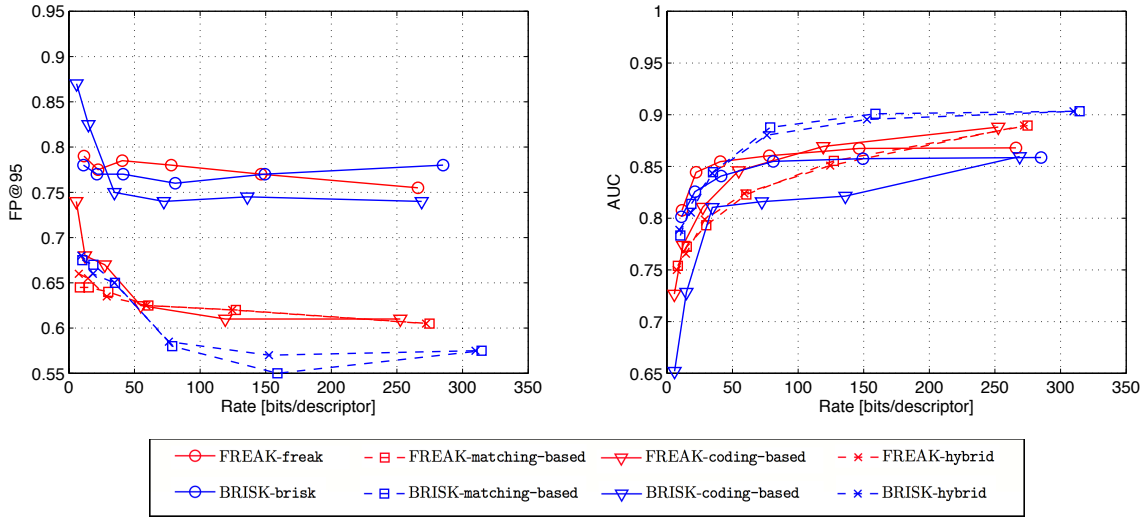 0.95
0.9
0.85
0.8
0.75
0.7
0.65
0.6
0.55
FP@95
0 50 100 150 200 250 300 350
Rate [bits/descriptor]
1
0.95
0.9
0.85
0.8
0.75
0.7
0.65
AUC
0 50 100 150 200 250 300 350
Rate [bits/descriptor]
FREAK-freak FREAK-matching-based FREAK-coding-based FREAK-hybrid
BRISK-brisk BRISK-matching-based BRISK-coding-based BRISK-hybrid